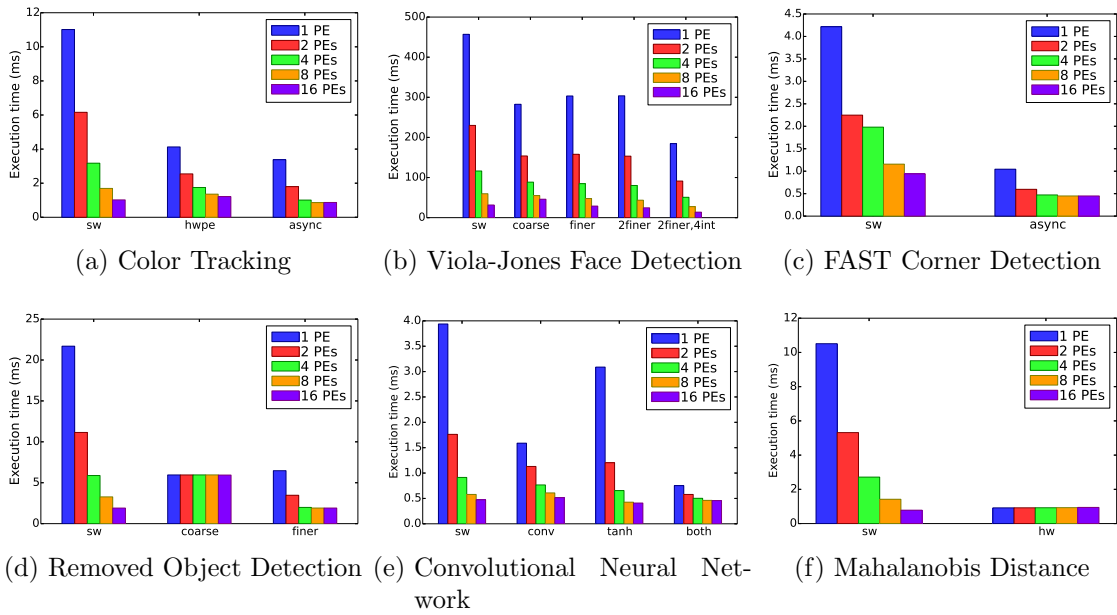 12
10
8
6
4
2
0
Execution time (ms)
1 PE
2 PEs
4 PEs
8 PEs
16 PEs
sw
hwpe
async
(a) Color Tracking
500
400
300
200
100
0
Execution time (ms)
1 PE
2 PEs
4 PEs
8 PEs
16 PEs
sw
coarse
finer
2finer
2finer,4int
(b) Viola-Jones Face Detection
4.5
4.0
3.5
3.0
2.5
2.0
1.5
1.0
0.5
0.0
Execution time (ms)
1 PE
2 PEs
4 PEs
8 PEs
16 PEs
sw
async
(c) FAST Corner Detection
25
20
15
10
5
0
Execution time (ms)
1 PE
2 PEs
4 PEs
8 PEs
16 PEs
sw
coarse
finer
(d) Removed Object Detection
4.0
3.5
3.0
2.5
2.0
1.5
1.0
0.5
0.0
Execution time (ms)
1 PE
2 PEs
4 PEs
8 PEs
16 PEs
sw
conv
tanh
both
(e) Convolutional Neural Net-
work
12
10
8
6
4
2
0
Execution time (ms)
1 PE
2 PEs
4 PEs
8 PEs
16 PEs
sw
hw
(f) Mahalanobis Distance